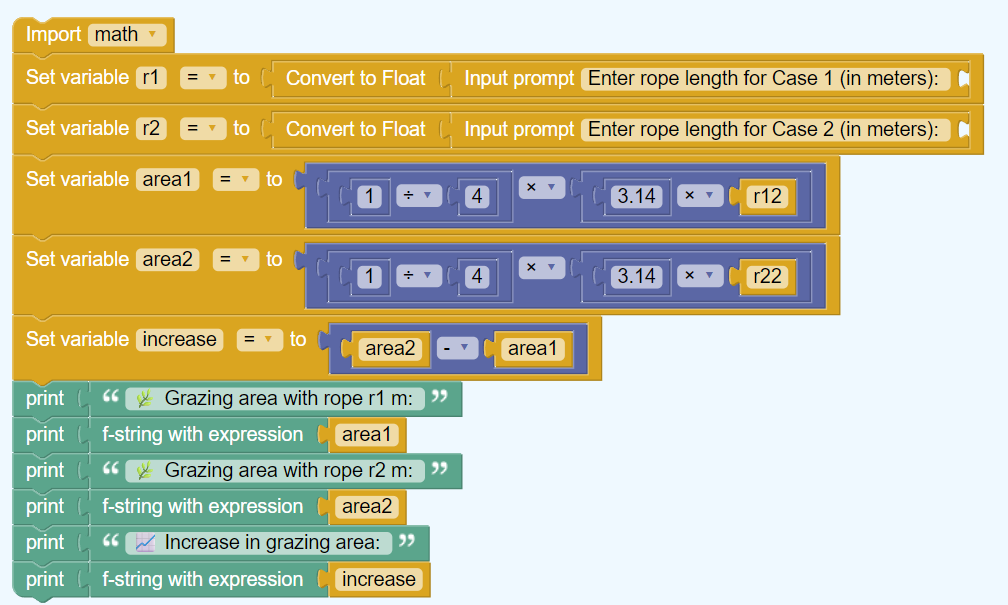 Import math
Set variable r1 = to Convert to Float Input prompt Enter rope length for Case 1 (in meters):
Set variable r2 = to Convert to Float Input prompt Enter rope length for Case 2 (in meters):
Set variable area1 = to 1 ÷ 4 × 3.14 × r12
Set variable area2 = to 1 ÷ 4 × 3.14 × r22
Set variable increase = to area2 - area1
print “ 🌿 Grazing area with rope r1 m: ”
print f-string with expression area1
print “ 🌿 Grazing area with rope r2 m: ”
print f-string with expression area2
print “ 📈 Increase in grazing area: ”
print f-string with expression increase